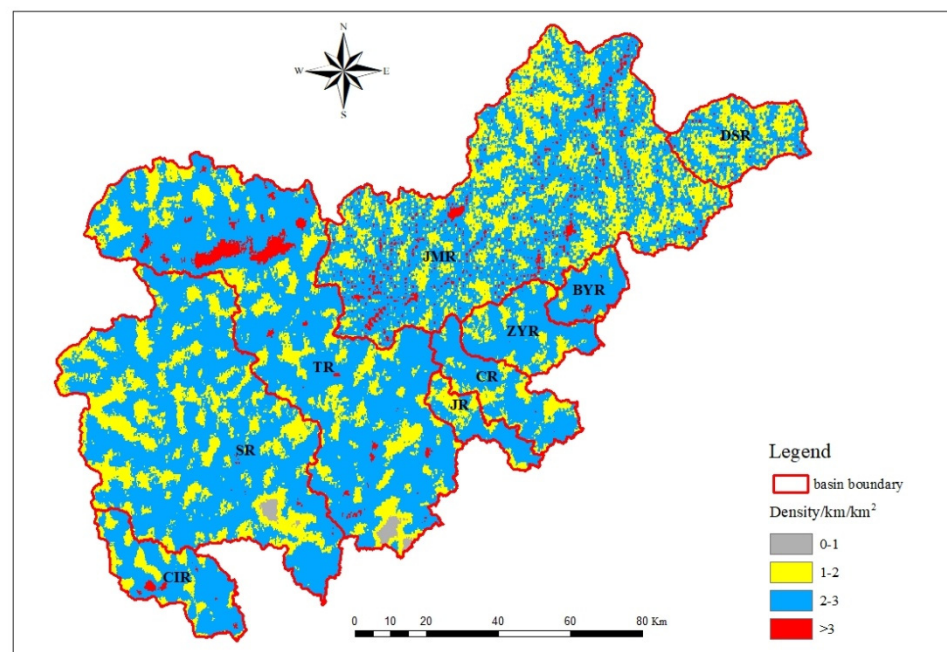 N
W E
S
DSR
JMR
BYR
ZYR
TR
CR
JR
SR
CIR
Legend
basin boundary
Density/km/km²
0-1
1-2
2-3
>3
0 10 20 40 60 80 Km